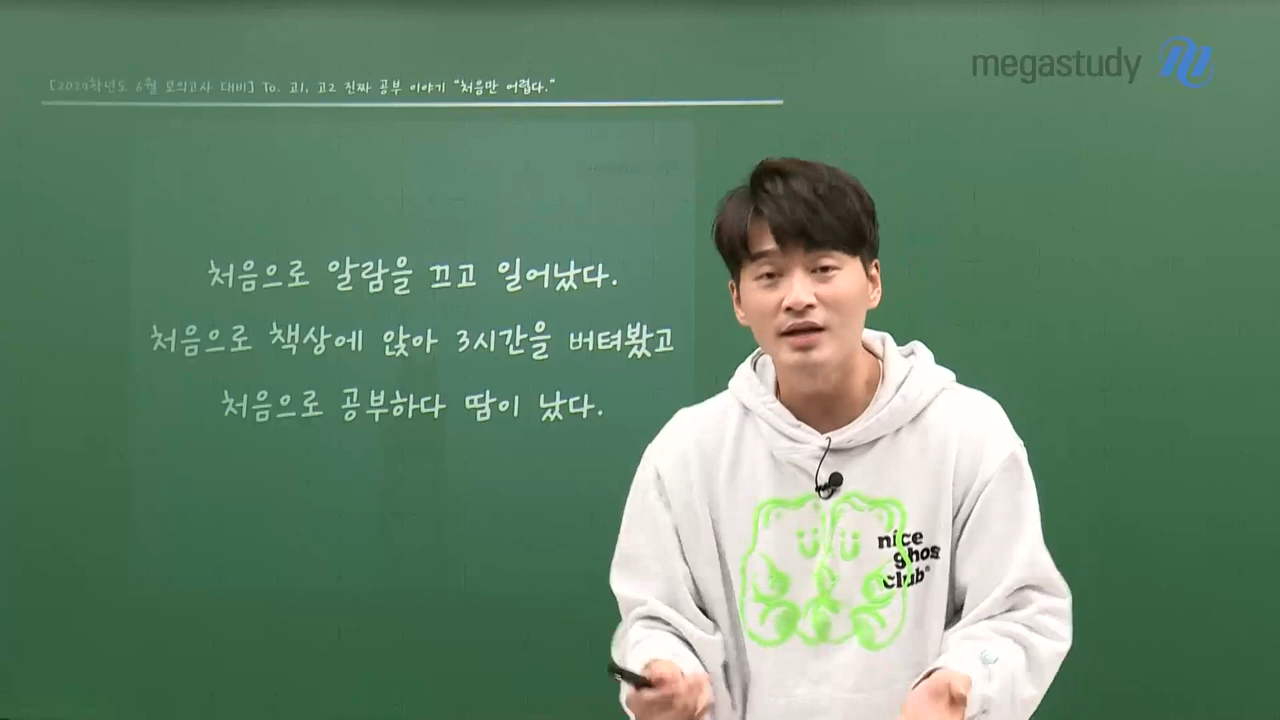 [2024학년도 6월 모의고사 대비] To. 고1, 고2 진짜 공부 이야기 "처음만 어렵다."
megastudy
처음으로 알람을 끄고 일어났다.
처음으로 책상에 앉아 3시간을 버텨봤고
처음으로 공부하다 땀이 났다.
nice
ghos
club®